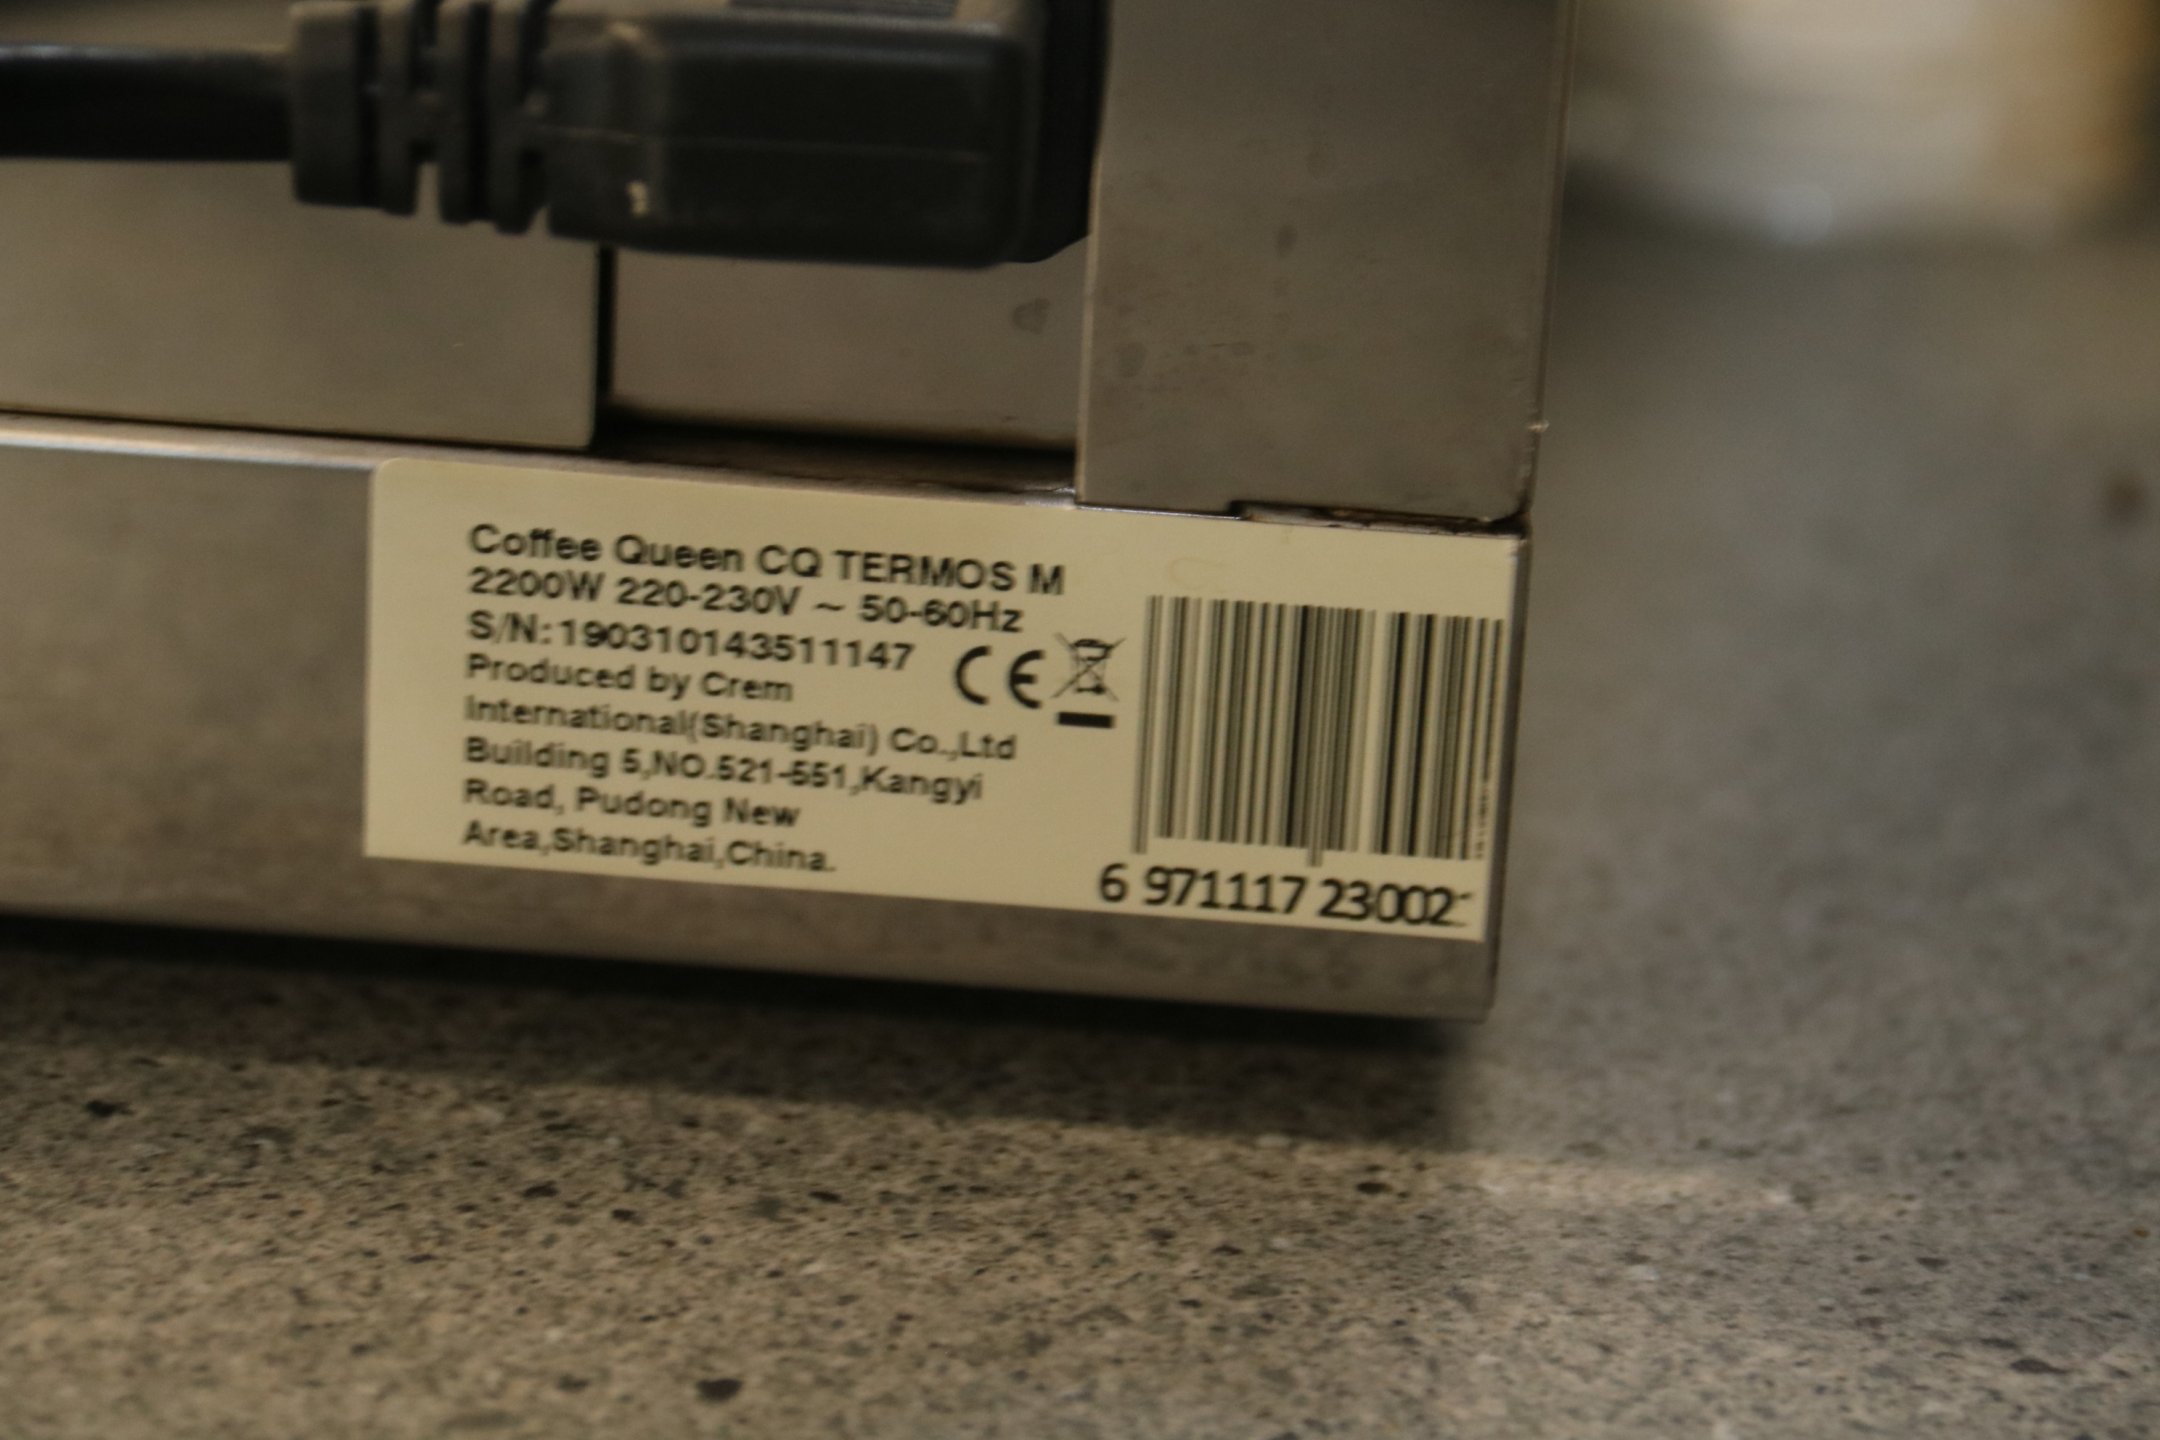 Coffee Queen CQ TERMOS M
2200W 220-230V ~ 50-60Hz
S/N:190310143511147
Produced by Crem
International(Shanghai) Co.,Ltd
Building 5,NO.521-551,Kangyi
Road, Pudong New
Area,Shanghai,China.
CE
6 971117 23002